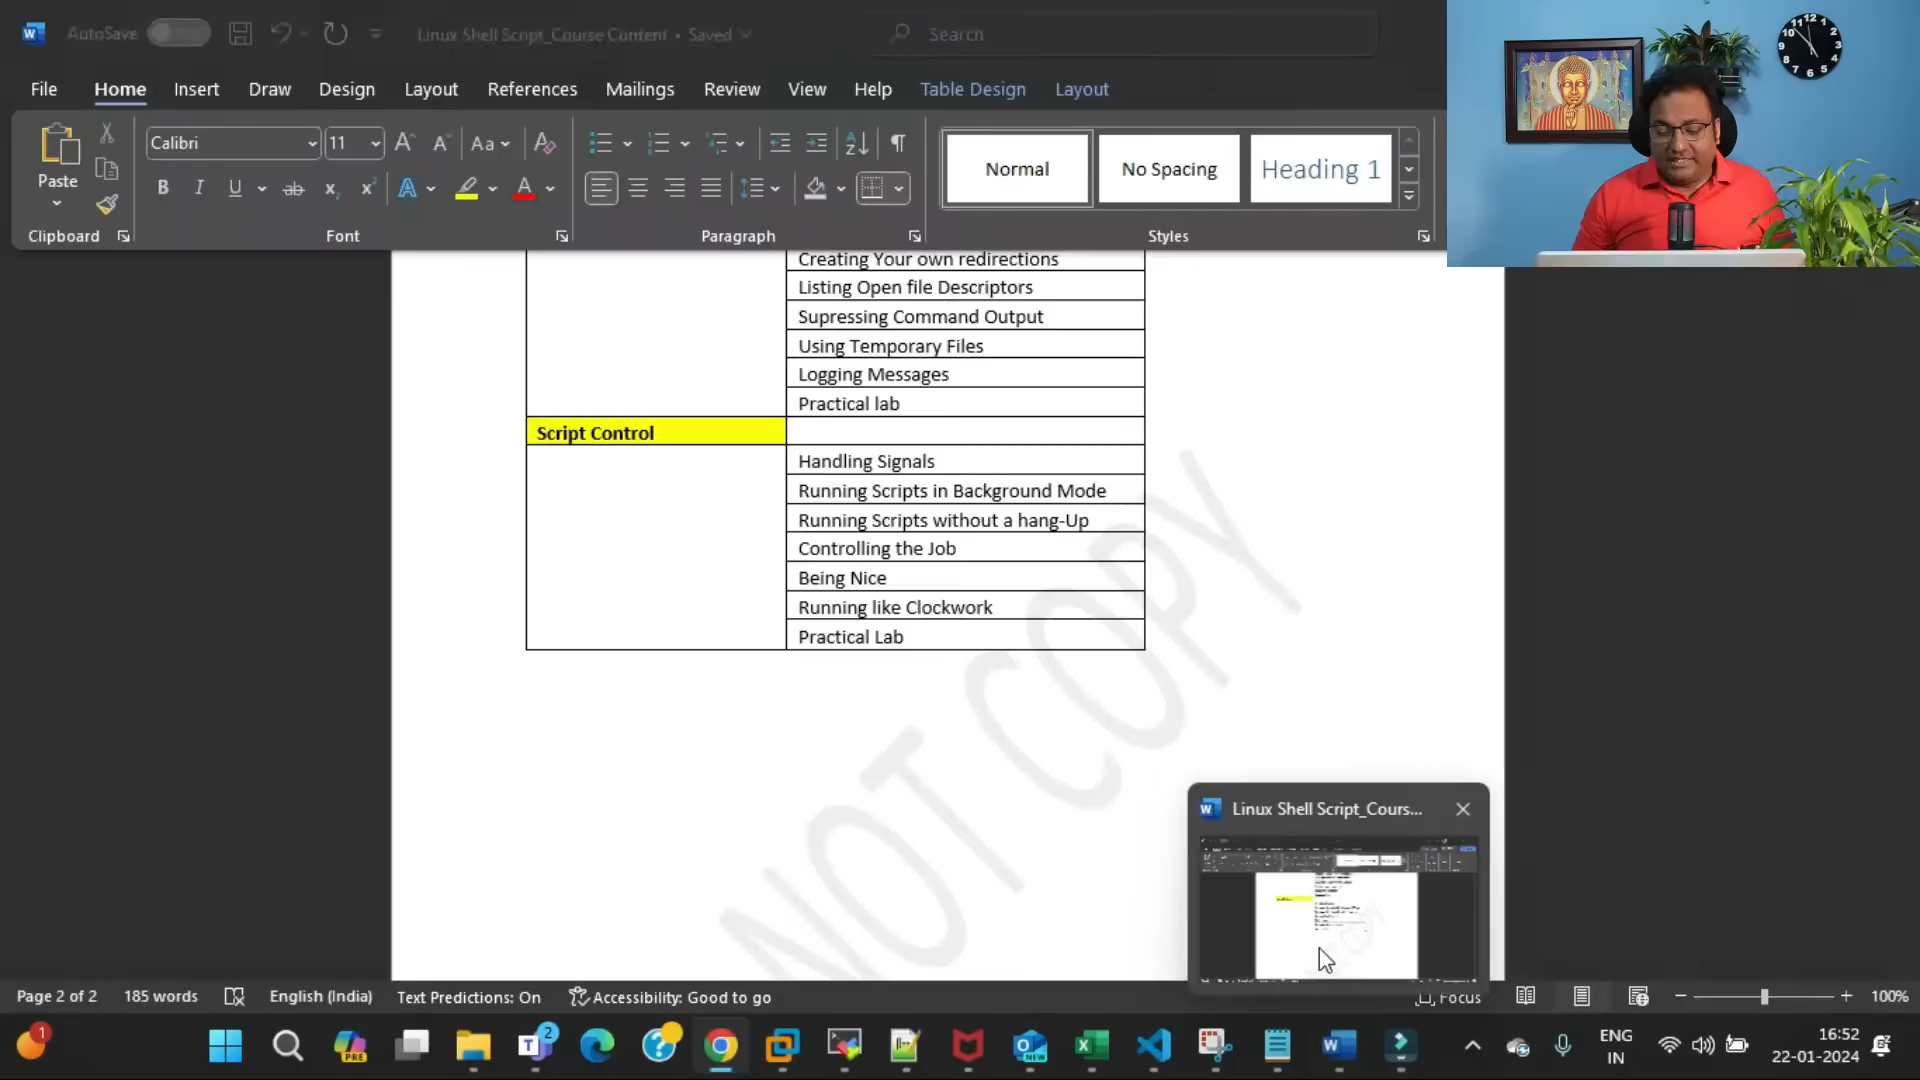 AutoSave
Linux Shell Script_Course Content • Saved
Search
File Home Insert Draw Design Layout References Mailings Review View Help Table Design Layout
Calibri 11
Aa
Paste
Normal No Spacing Heading 1
Clipboard Font Paragraph Styles
Creating Your own redirections
Listing Open file Descriptors
Supressing Command Output
Using Temporary Files
Logging Messages
Practical lab
Script Control
Handling Signals
Running Scripts in Background Mode
Running Scripts without a hang-Up
Controlling the Job
Being Nice
Running like Clockwork
Practical Lab
NOT COPY
Linux Shell Script_Cours...
Page 2 of 2 185 words English (India) Text Predictions: On Accessibility: Good to go Focus 100%
ENG
IN
16:52
22-01-2024